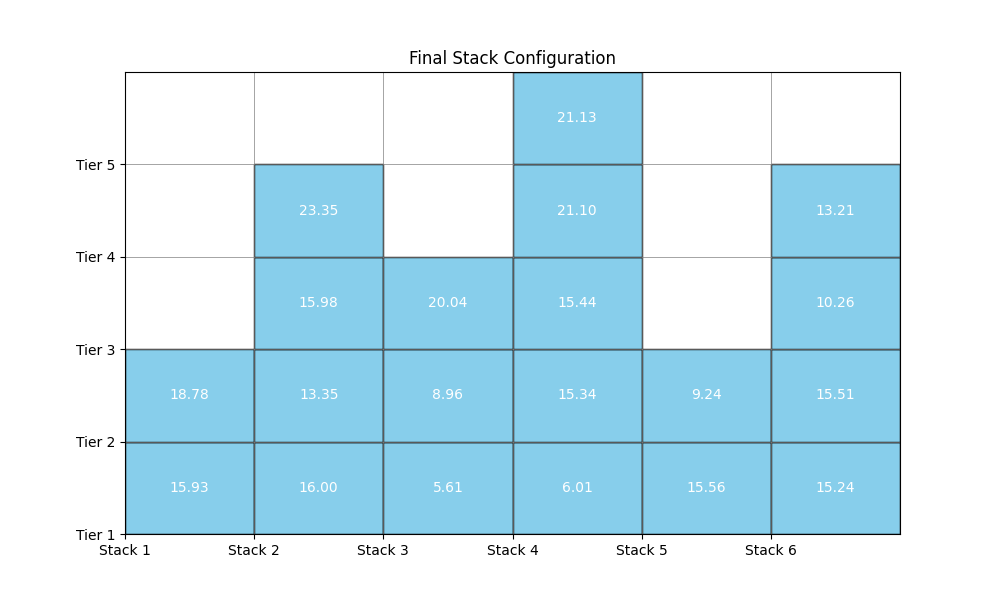 Final Stack Configuration
21.13
Tier 5
23.35 21.10 13.21
Tier 4
15.98 20.04 15.44 10.26
Tier 3
18.78 13.35 8.96 15.34 9.24 15.51
Tier 2
15.93 16.00 5.61 6.01 15.56 15.24
Tier 1
Stack 1 Stack 2 Stack 3 Stack 4 Stack 5 Stack 6